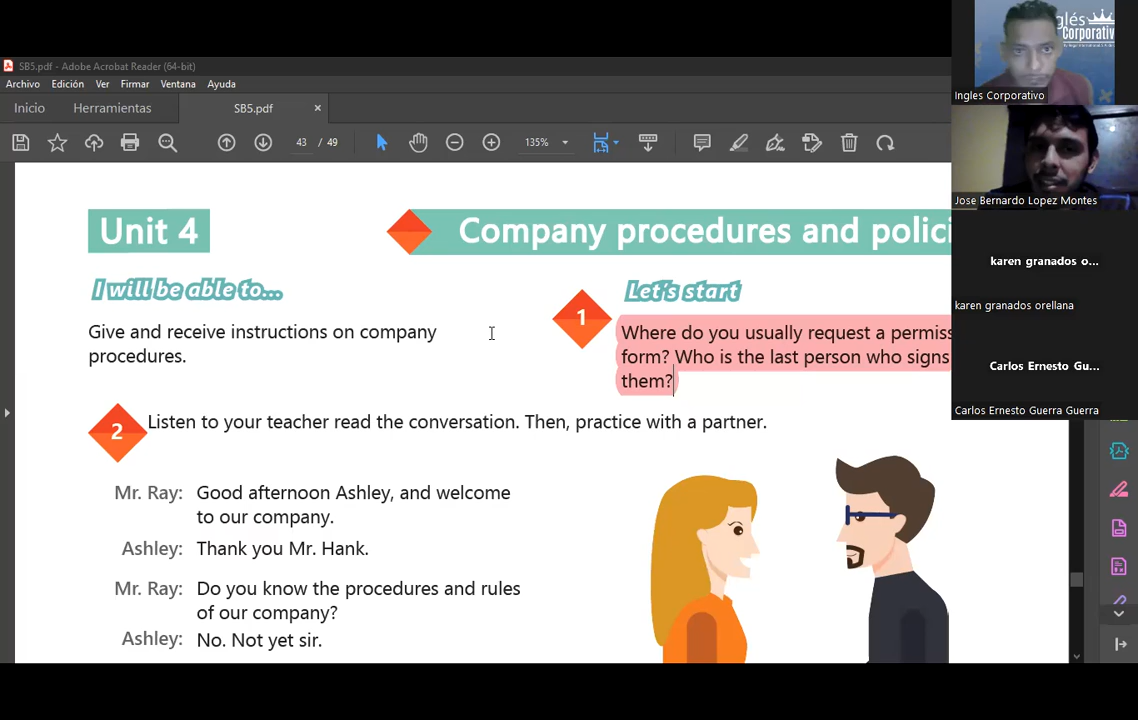 SB5.pdf - Adobe Acrobat Reader (64-bit)
Archivo Edición Ver Firmar Ventana Ayuda
Inicio Herramientas SB5.pdf ×
43 / 49 135%
Unit 4
Company procedures and polici
I will be able to...
Give and receive instructions on company
procedures.
Let's start
1
Where do you usually request a permiss
form? Who is the last person who signs
them?
2
Listen to your teacher read the conversation. Then, practice with a partner.
Mr. Ray: Good afternoon Ashley, and welcome
to our company.
Ashley: Thank you Mr. Hank.
Mr. Ray: Do you know the procedures and rules
of our company?
Ashley: No. Not yet sir.
glés
Corporativo
Ingles Corporativo
Jose Bernardo Lopez Montes
karen granados o...
karen granados orellana
Carlos Ernesto Gu...
Carlos Ernesto Guerra Guerra